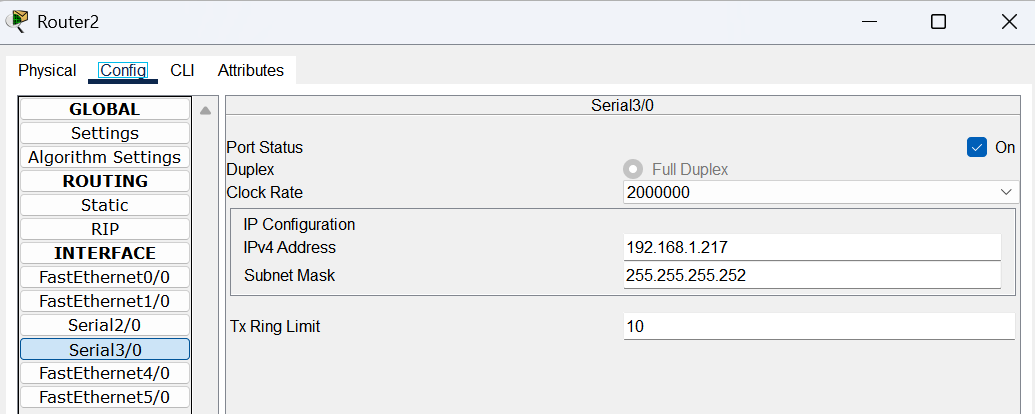 Router2
Physical Config CLI Attributes
GLOBAL
Settings
Algorithm Settings
ROUTING
Static
RIP
INTERFACE
FastEthernet0/0
FastEthernet1/0
Serial2/0
Serial3/0
FastEthernet4/0
FastEthernet5/0
Serial3/0
Port Status On
Duplex Full Duplex
Clock Rate 2000000
IP Configuration
IPv4 Address 192.168.1.217
Subnet Mask 255.255.255.252
Tx Ring Limit 10